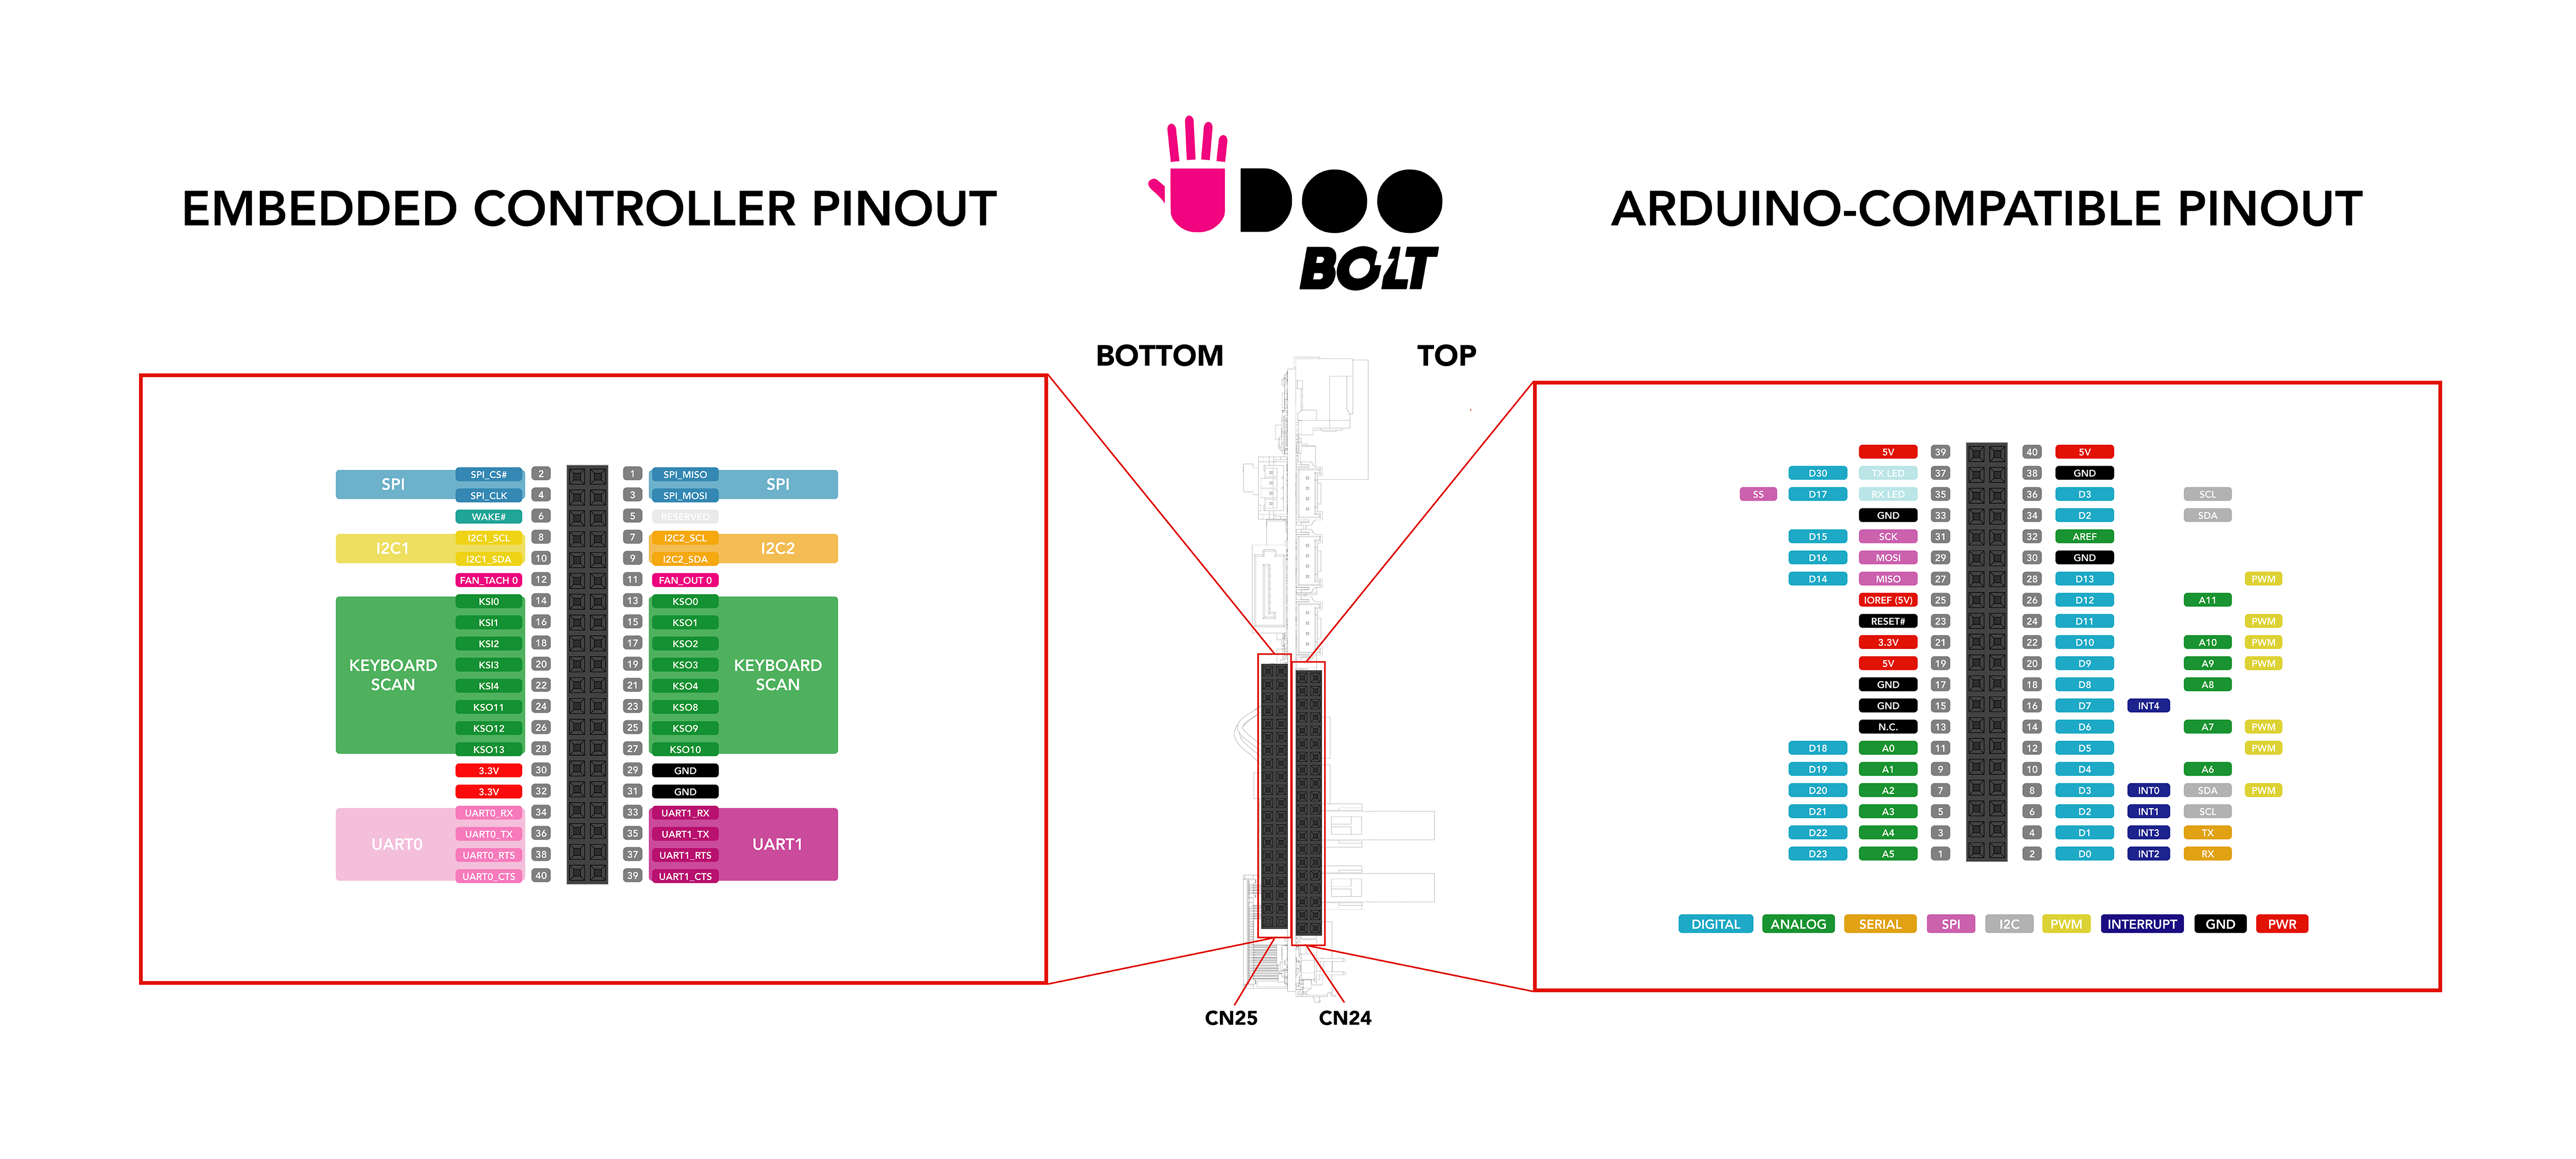 EMBEDDED CONTROLLER PINOUT
DOO
BOLT
ARDUINO-COMPATIBLE PINOUT
BOTTOM
TOP
SPI SPI_CS# 2 1 SPI_MISO SPI
SPI_CLK 4 3 SPI_MOSI
WAKE# 6 5 RESERVED
I2C1 I2C1_SCL 8 7 I2C2_SCL I2C2
I2C1_SDA 10 9 I2C2_SDA
FAN_TACH 0 12 11 FAN_OUT 0
KSI0 14 13 KSO0
KSI1 16 15 KSO1
KSI2 18 17 KSO2
KEYBOARD KSI3 20 19 KSO3 KEYBOARD
SCAN KSI4 22 21 KSO4 SCAN
KSO11 24 23 KSO8
KSO12 26 25 KSO9
KSO13 28 27 KSO10
3.3V 30 29 GND
3.3V 32 31 GND
UART0_RX 34 33 UART1_RX
UART0 UART0_TX 36 35 UART1_TX UART1
UART0_RTS 38 37 UART1_RTS
UART0_CTS 40 39 UART1_CTS
5V 39 40 5V
D30 TX LED 37 38 GND
SS D17 RX LED 35 36 D3 SCL
GND 33 34 D2 SDA
D15 SCK 31 32 AREF
D16 MOSI 29 30 GND
D14 MISO 27 28 D13 PWM
IOREF (5V) 25 26 D12 A11
RESET# 23 24 D11 PWM
3.3V 21 22 D10 A10 PWM
5V 19 20 D9 A9 PWM
GND 17 18 D8 A8
GND 15 16 D7 INT4
N.C. 13 14 D6 A7 PWM
D18 A0 11 12 D5 PWM
D19 A1 9 10 D4 A6
D20 A2 7 8 D3 INT0 SDA PWM
D21 A3 5 6 D2 INT1 SCL
D22 A4 3 4 D1 INT3 TX
D23 A5 1 2 D0 INT2 RX
DIGITAL ANALOG SERIAL SPI I2C PWM INTERRUPT GND PWR
CN25
CN24